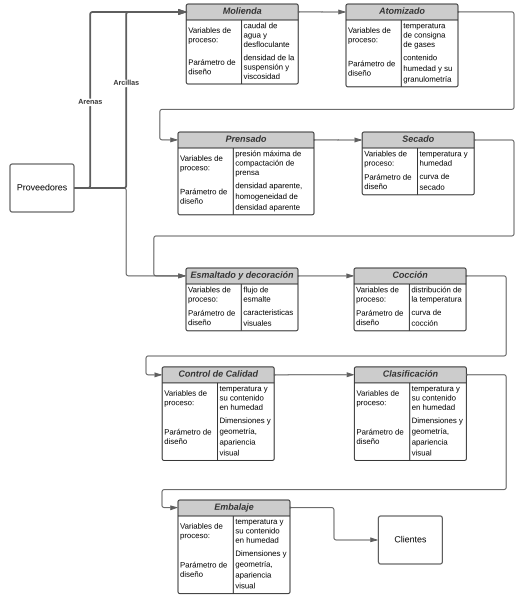 Molienda
Variables de
proceso:
caudal de
agua y
desfloculante
Parámetro de
diseño
densidad de la
suspensión y
viscosidad
Atomizado
Variables de
proceso:
temperatura
de consigna
de gases
Parámetro de
diseño
contenido
humedad y su
granulometría
Arcillas
Arenas
Proveedores
Prensado
Variables de
proceso:
presión máxima de
compactación de
prensa
Parámetro de
diseño
densidad aparente,
homogeneidad de
densidad aparente
Secado
Variables de
proceso:
temperatura y
humedad
Parámetro de
diseño
curva de
secado
Esmaltado y decoración
Variables de
proceso:
flujo de
esmalte
Parámetro de
diseño
caracteristicas
visuales
Cocción
Variables de
proceso:
distribución de
la temperatura
Parámetro de
diseño
curva de
cocción
Control de Calidad
Variables de
proceso:
temperatura y
su contenido
en humedad
Parámetro de
diseño
Dimensiones y
geometría,
apariencia
visual
Clasificación
Variables de
proceso:
temperatura y
su contenido
en humedad
Parámetro de
diseño
Dimensiones y
geometría,
apariencia
visual
Embalaje
Variables de
proceso:
temperatura y
su contenido
en humedad
Parámetro de
diseño
Dimensiones y
geometría,
apariencia
visual
Clientes